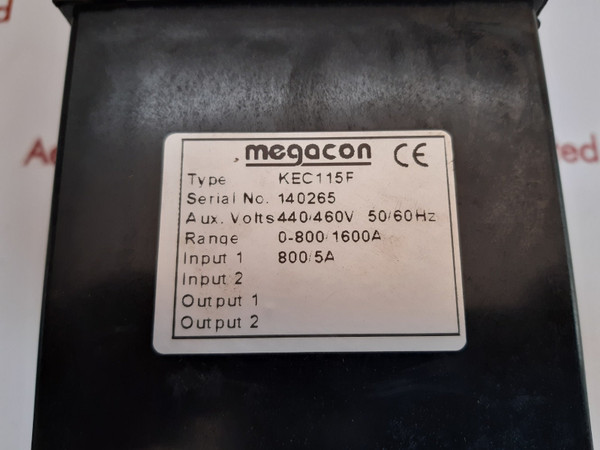 megacon CE
Type KEC115F
Serial No. 140265
Aux. Volts 440/460V 50/60Hz
Range 0-800/1600A
Input 1 800/5A
Input 2
Output 1
Output 2